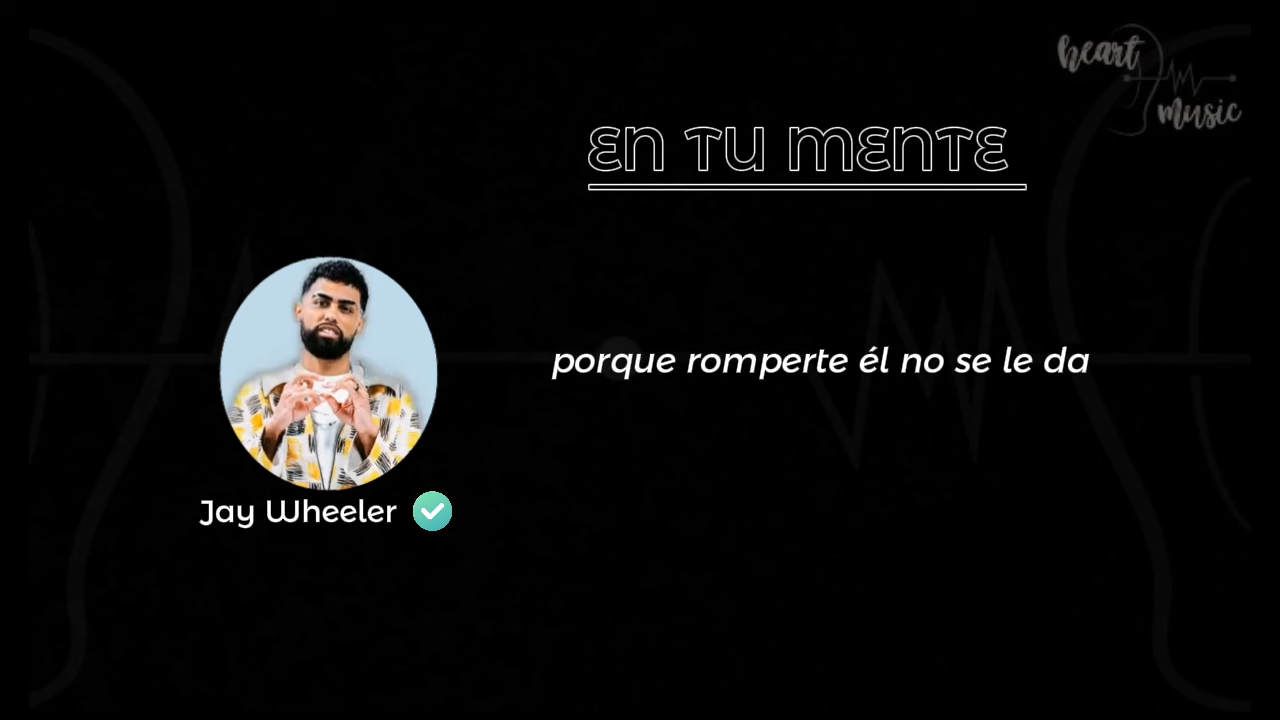 heart
music
EN TU MENTE
porque romperte él no se le da
Jay Wheeler